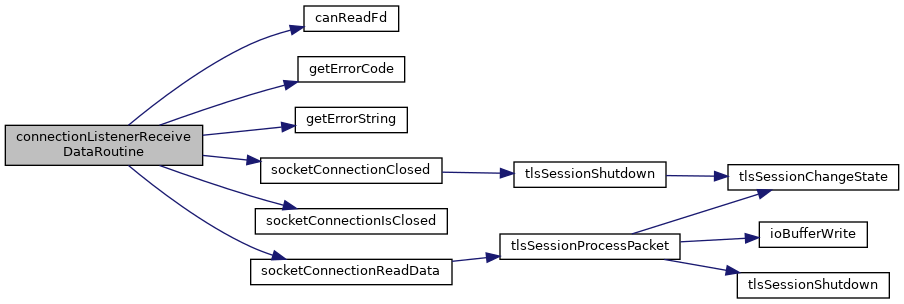 canReadFd
getErrorCode
getErrorString
connectionListenerReceive
DataRoutine
socketConnectionClosed
tlsSessionShutdown
tlsSessionChangeState
socketConnectionIsClosed
ioBufferWrite
tlsSessionProcessPacket
socketConnectionReadData
tlsSessionShutdown